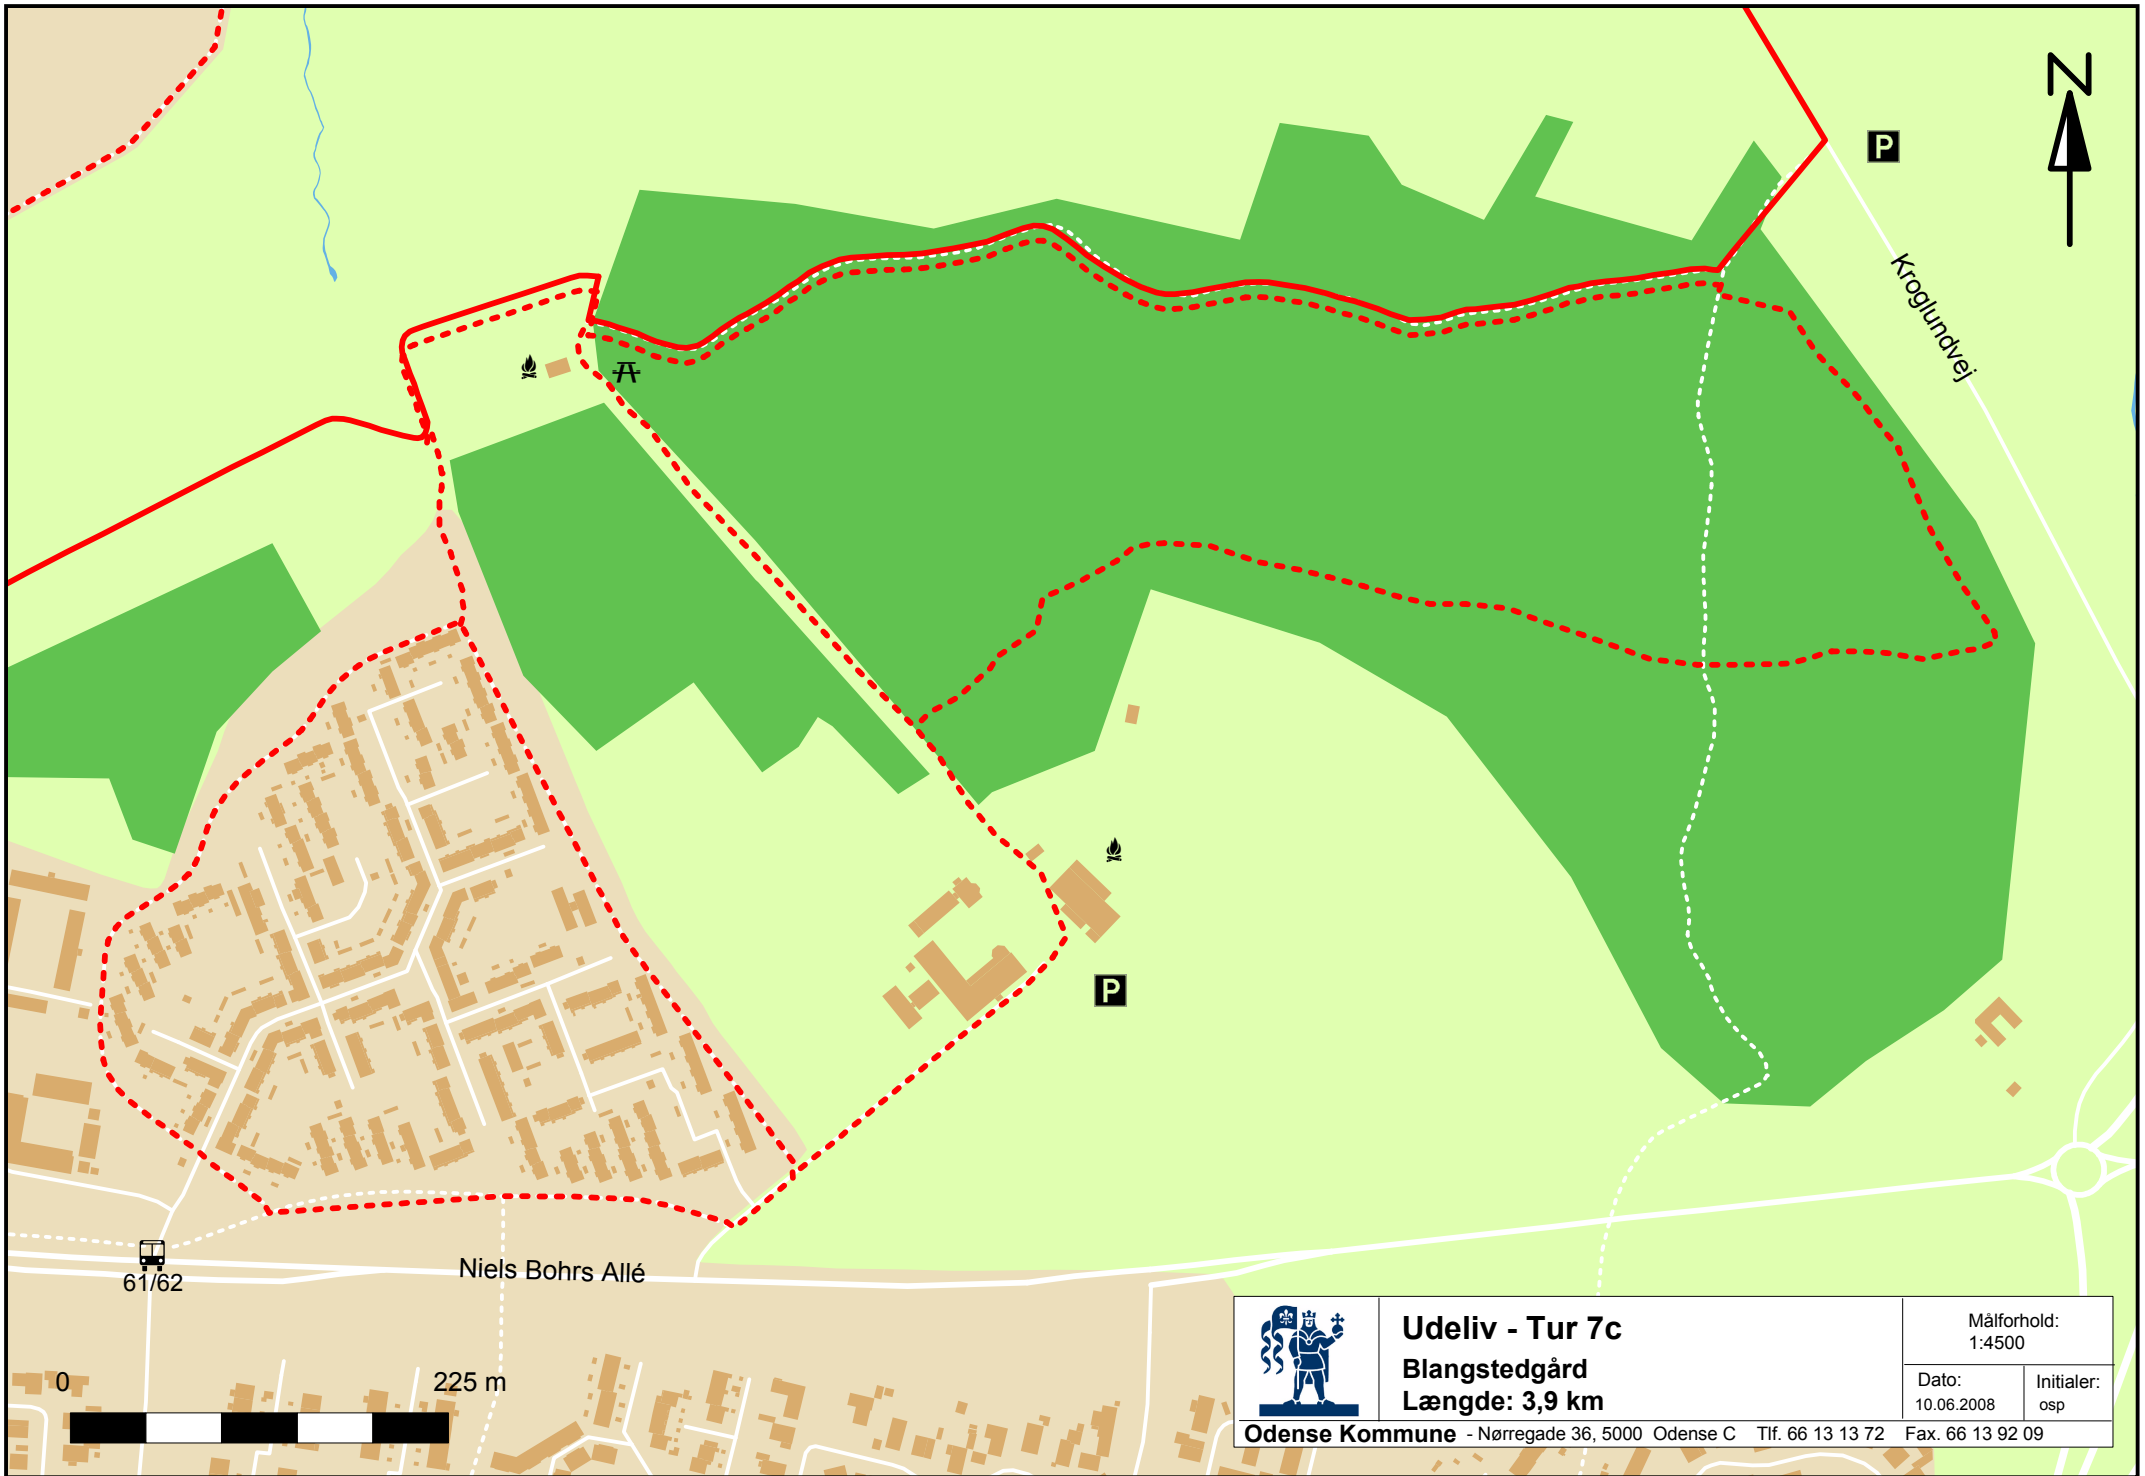 N
P
Kroglundvej
P
61/62
Niels Bohrs Allé
0
225 m
Udeliv - Tur 7c
Blangstedgård
Længde: 3,9 km
Målforhold:
1:4500
Dato:
10.06.2008
Initialer:
osp
Odense Kommune - Nørregade 36, 5000 Odense C Tlf. 66 13 13 72 Fax. 66 13 92 09